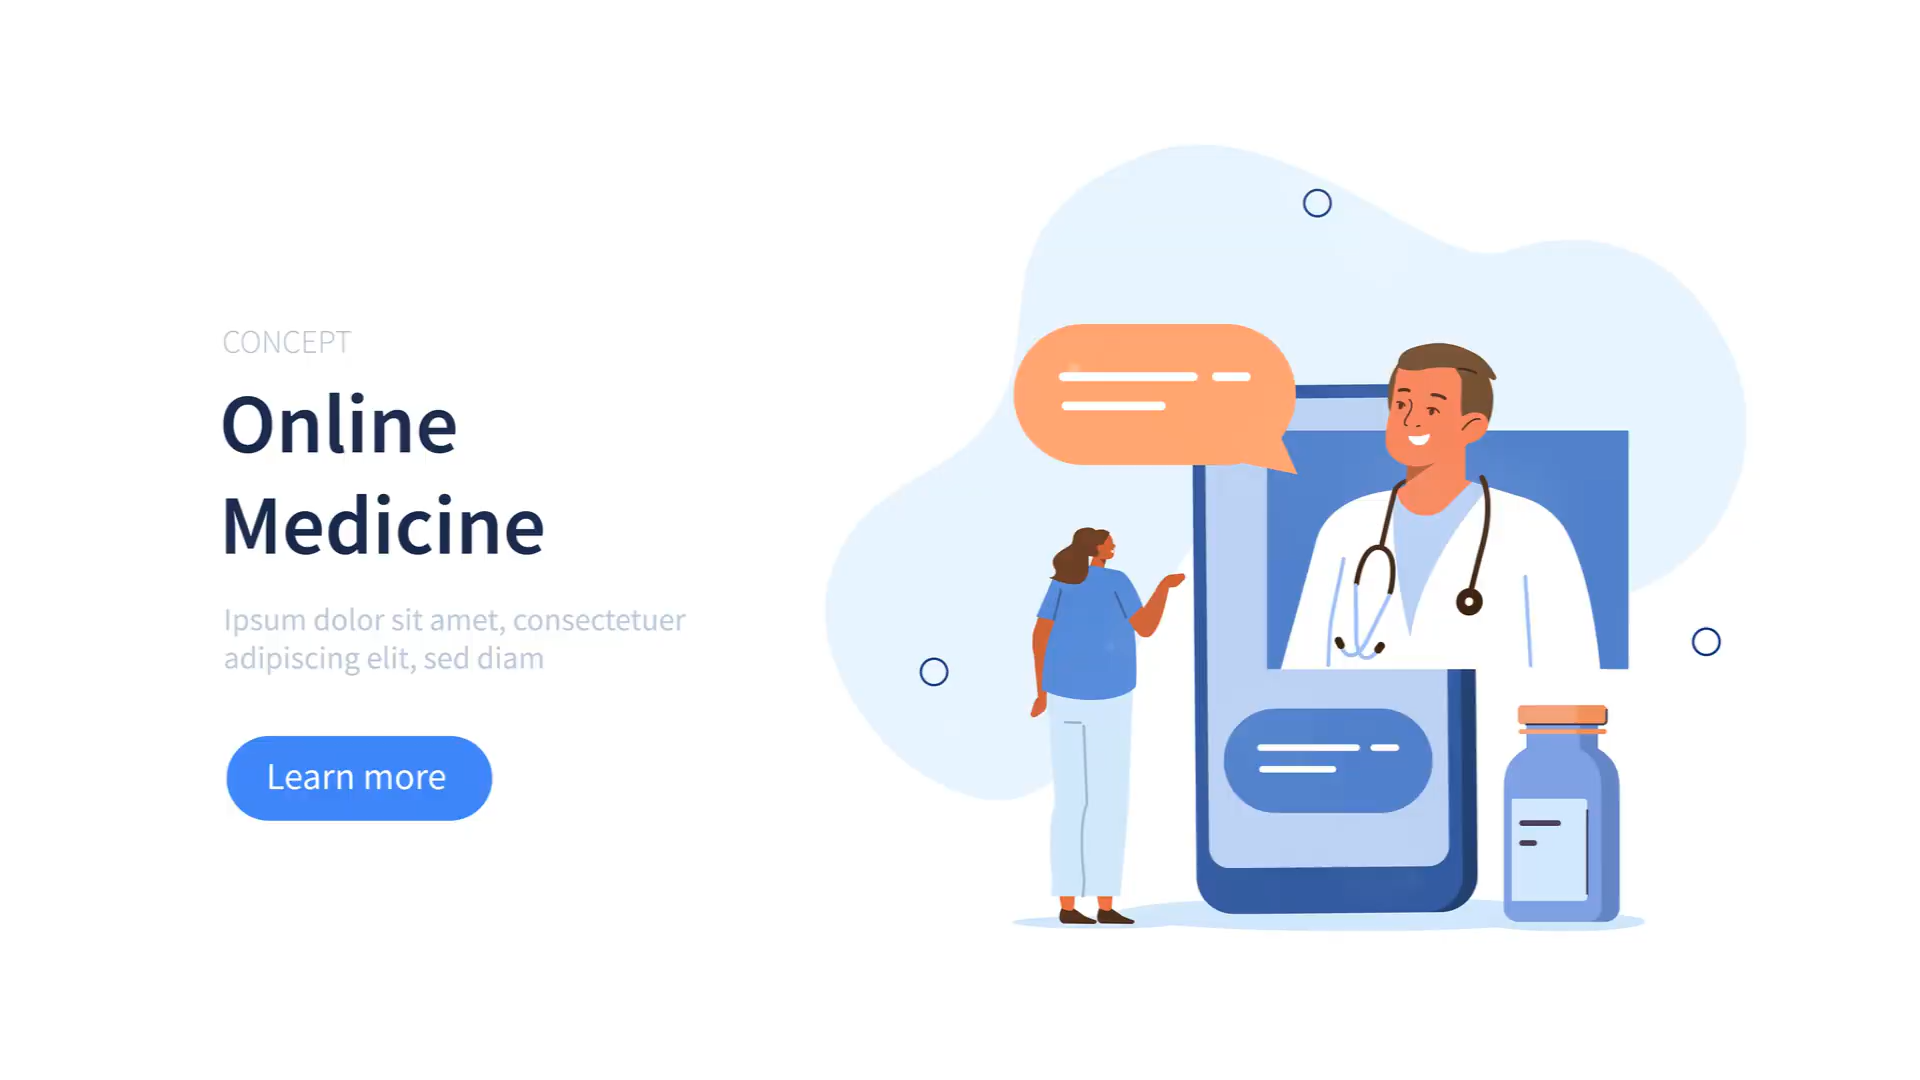 CONCEPT
Online
Medicine
Ipsum dolor sit amet, consectetuer
adipiscing elit, sed diam
Learn more